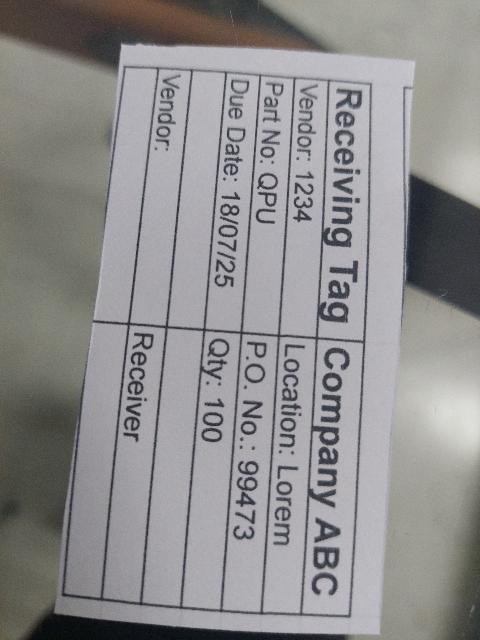 Receiving Tag Company ABC
Vendor: 1234 Location: Lorem
Part No: QPU P.O. No.: 99473
Due Date: 18/07/25 Qty: 100
Vendor: Receiver